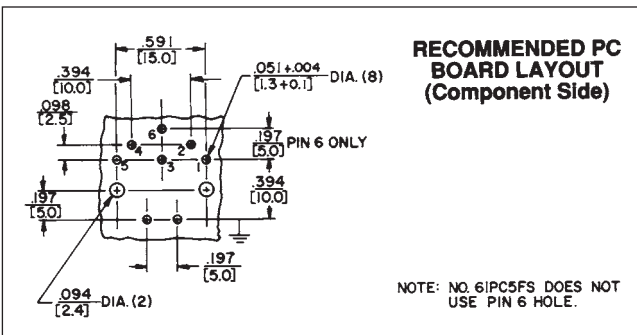 RECOMMENDED PC
BOARD LAYOUT
(Component Side)
.591
[15.0]
.394
[10.0]
.051+.004
[1.3+0.1] DIA. (8)
.098
[2.5]
6
4
2
5
3
1
.197
[5.0] PIN 6 ONLY
.394
[10.0]
.197
[5.0]
.197
[5.0]
.094
[2.4] DIA. (2)
NOTE: NO. 61PC5FS DOES NOT
USE PIN 6 HOLE.